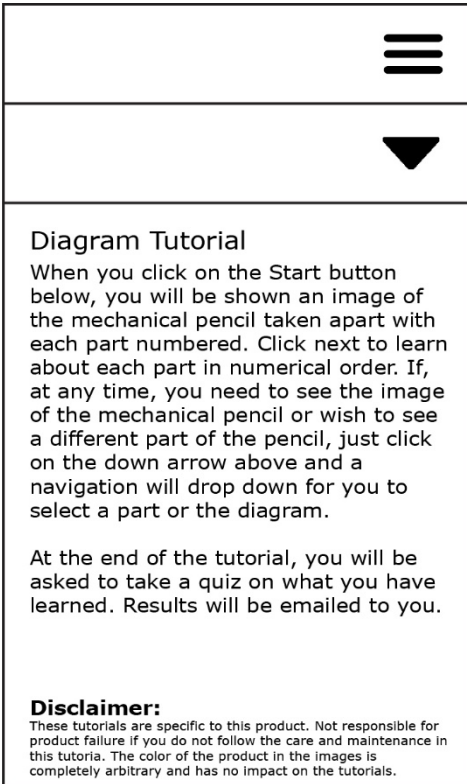 Diagram Tutorial
When you click on the Start button
below, you will be shown an image of
the mechanical pencil taken apart with
each part numbered. Click next to learn
about each part in numerical order. If,
at any time, you need to see the image
of the mechanical pencil or wish to see
a different part of the pencil, just click
on the down arrow above and a
navigation will drop down for you to
select a part or the diagram.
At the end of the tutorial, you will be
asked to take a quiz on what you have
learned. Results will be emailed to you.
Disclaimer:
These tutorials are specific to this product. Not responsible for
product failure if you do not follow the care and maintenance in
this tutoria. The color of the product in the images is
completely arbitrary and has no impact on the tutorials.